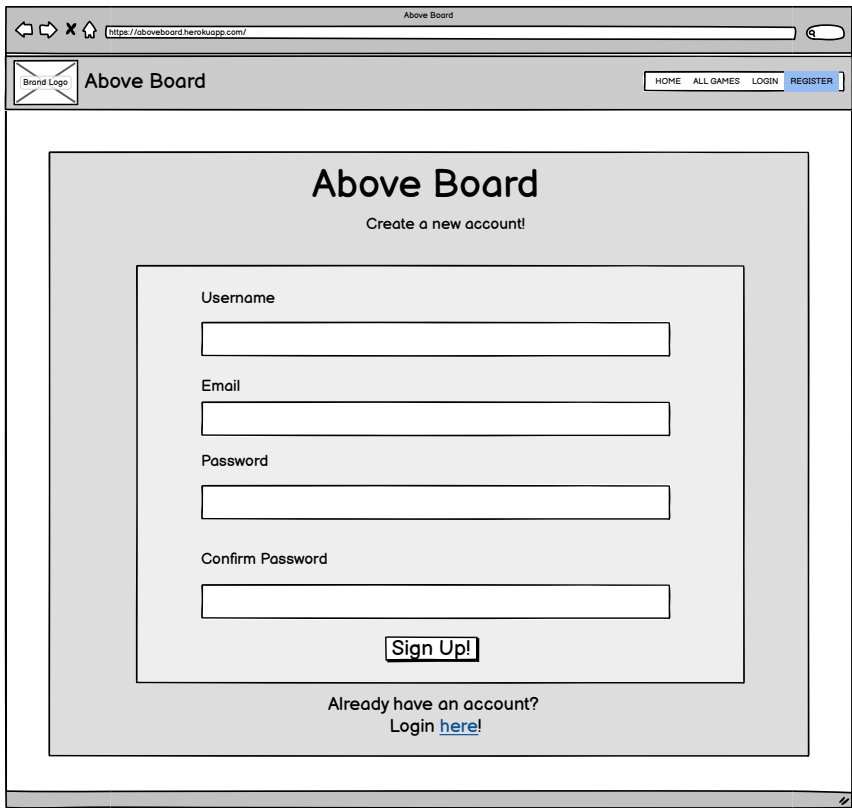 Above Board
https://aboveboard.herokuapp.com/
Brand Logo
Above Board
HOME ALL GAMES LOGIN REGISTER
Above Board
Create a new account!
Username
Email
Password
Confirm Password
Sign Up!
Already have an account?
Login here!